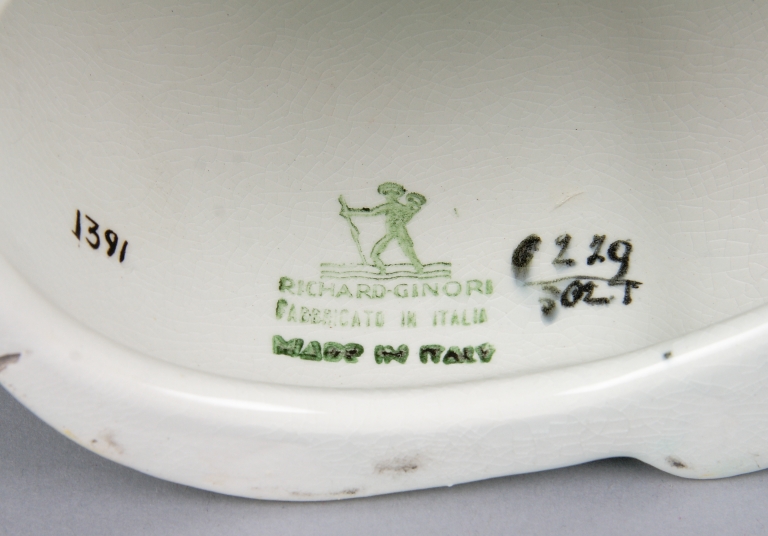 1391
RICHARD-GINORI
FABBRICATO IN ITALIA
MADE IN ITALY
6229